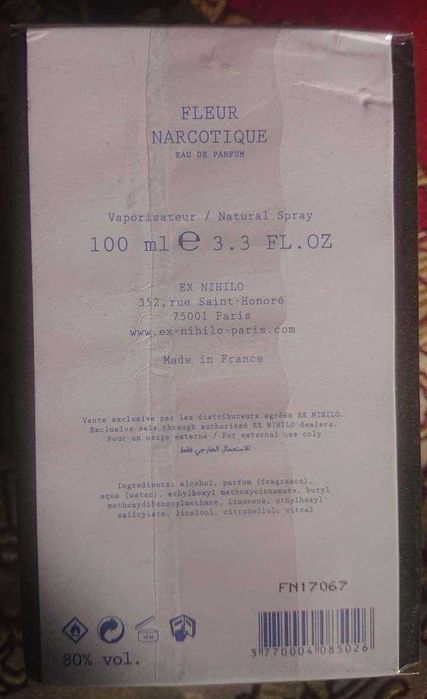 FLEUR
NARCOTIQUE
EAU DE PARFUM
Vaporisateur / Natural Spray
100 ml e 3.3 FL.OZ
EX NIHILO
352, rue Saint-Honoré
75001 Paris
www.ex-nihilo-paris.com
Made in France
Vente exclusive par les distributeurs agréés EX NIHILO.
Exclusive sale through authorized EX NIHILO dealers.
Pour un usage externe / For external use only
للاستعمال الخارجي فقط
Ingredients: alcohol, parfum (fragrance),
aqua (water), ethylhexyl methoxycinnamate, butyl
methoxydibenzoylmethane, limonene, ethylhexyl
salicylate, linalool, citronellol, citral
FN17067
80% vol.
3 770004 085026